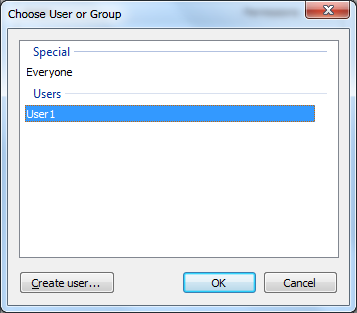 Choose User or Group
Special
Everyone
Users
User1
Create user...
OK
Cancel